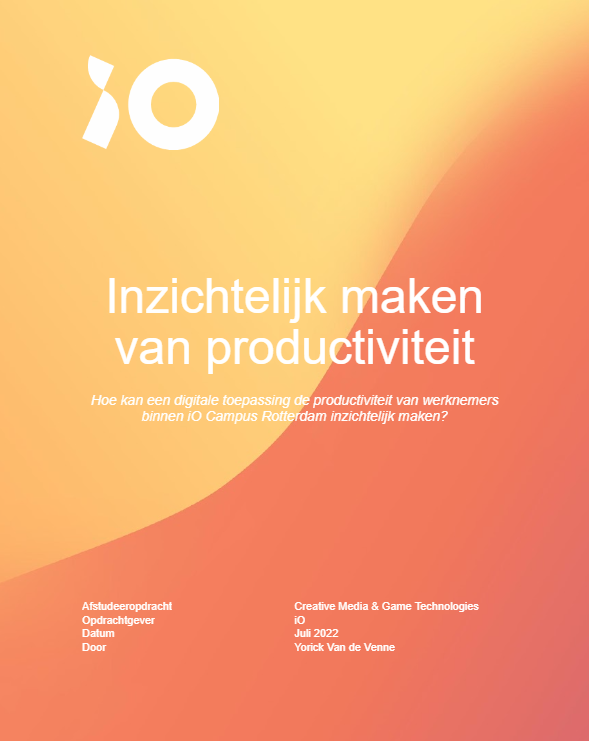 iO
Inzichtelijk maken
van productiviteit
Hoe kan een digitale toepassing de productiviteit van werknemers
binnen iO Campus Rotterdam inzichtelijk maken?
Afstudeeropdracht Creative Media & Game Technologies
Opdrachtgever iO
Datum Juli 2022
Door Yorick Van de Venne